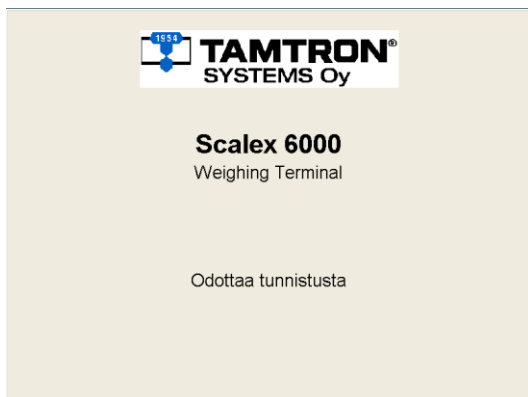 1954
TAMTRON®
SYSTEMS Oy
Scalex 6000
Weighing Terminal
Odottaa tunnistusta